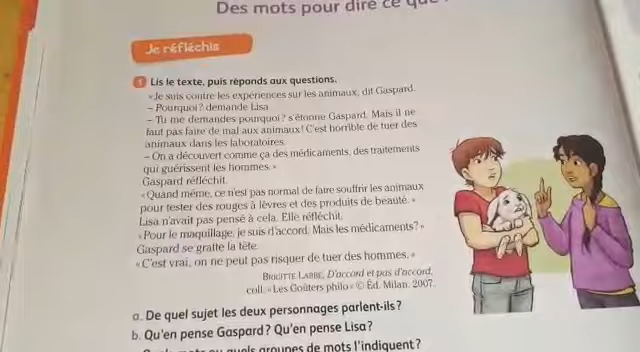 Des mots pour dire ce que
Je réfléchis
1 Lis le texte, puis réponds aux questions.
« Je suis contre les expériences sur les animaux, dit Gaspard.
– Pourquoi ? demande Lisa.
– Tu me demandes pourquoi ? s'étonne Gaspard. Mais il ne
faut pas faire de mal aux animaux ! C'est horrible de tuer des
animaux dans les laboratoires.
– On a découvert comme ça des médicaments, des traitements
qui guérissent les hommes. »
Gaspard réfléchit.
« Quand même, ce n'est pas normal de faire souffrir les animaux
pour tester des rouges à lèvres et des produits de beauté. »
Lisa n'avait pas pensé à cela. Elle réfléchit.
« Pour le maquillage, je suis d'accord. Mais les médicaments ? »
Gaspard se gratte la tête.
« C'est vrai, on ne peut pas risquer de tuer des hommes. »
BRIGITTE LABBÉ, D'accord et pas d'accord,
coll. « Les Goûters philo » © Éd. Milan, 2007.
a. De quel sujet les deux personnages parlent-ils ?
b. Qu'en pense Gaspard ? Qu'en pense Lisa ?
mots ou quels groupes de mots l'indiquent ?